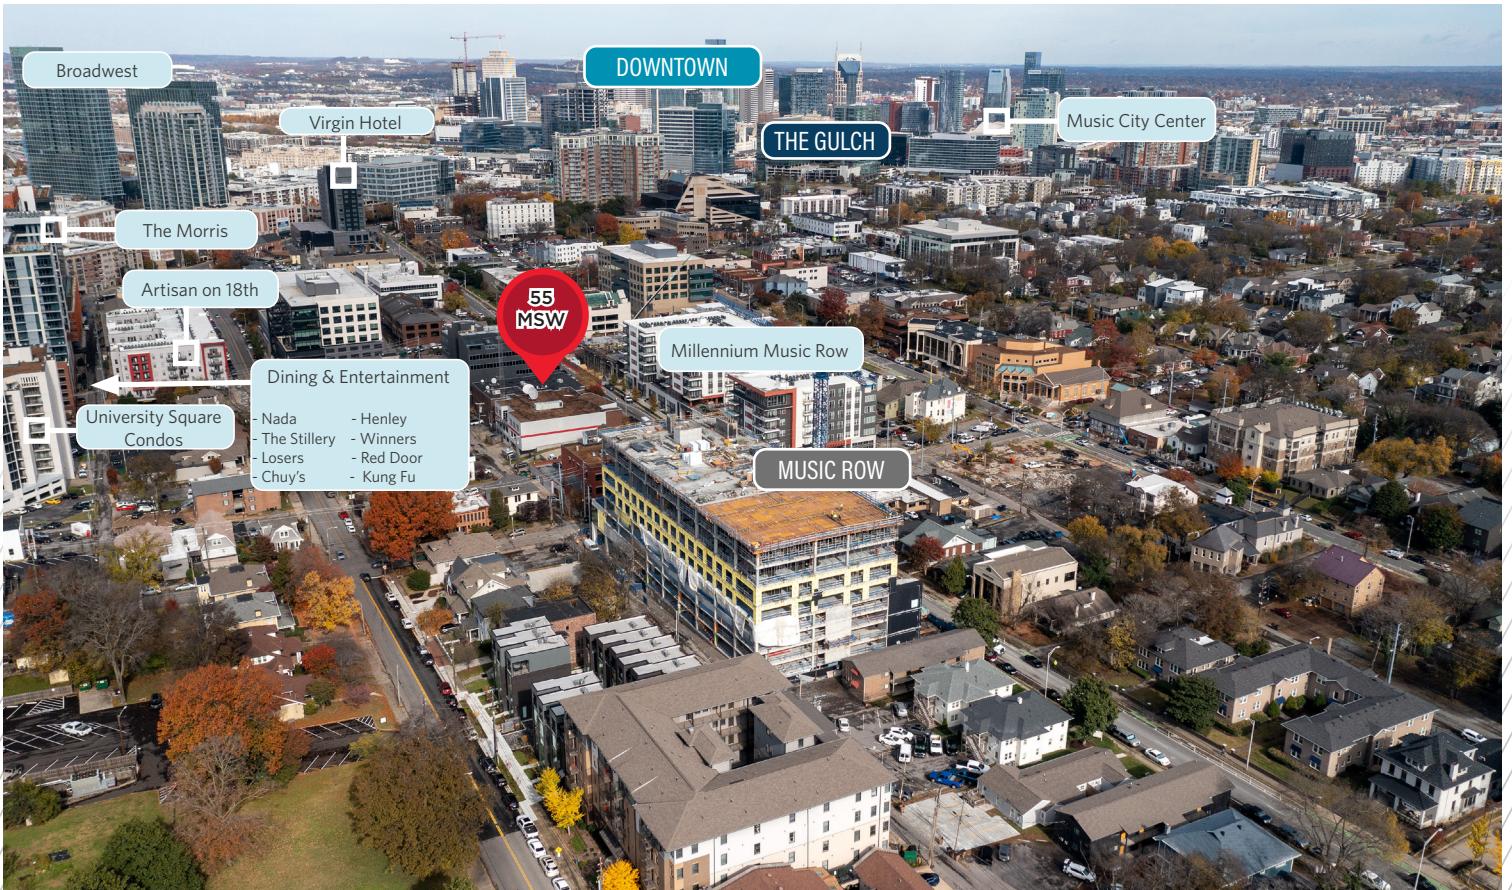 Broadwest
DOWNTOWN
Virgin Hotel
THE GULCH
Music City Center
The Morris
Artisan on 18th
55
MSW
Millennium Music Row
Dining & Entertainment
- Nada
- The Stillery
- Losers
- Chuy's
- Henley
- Winners
- Red Door
- Kung Fu
University Square
Condos
MUSIC ROW